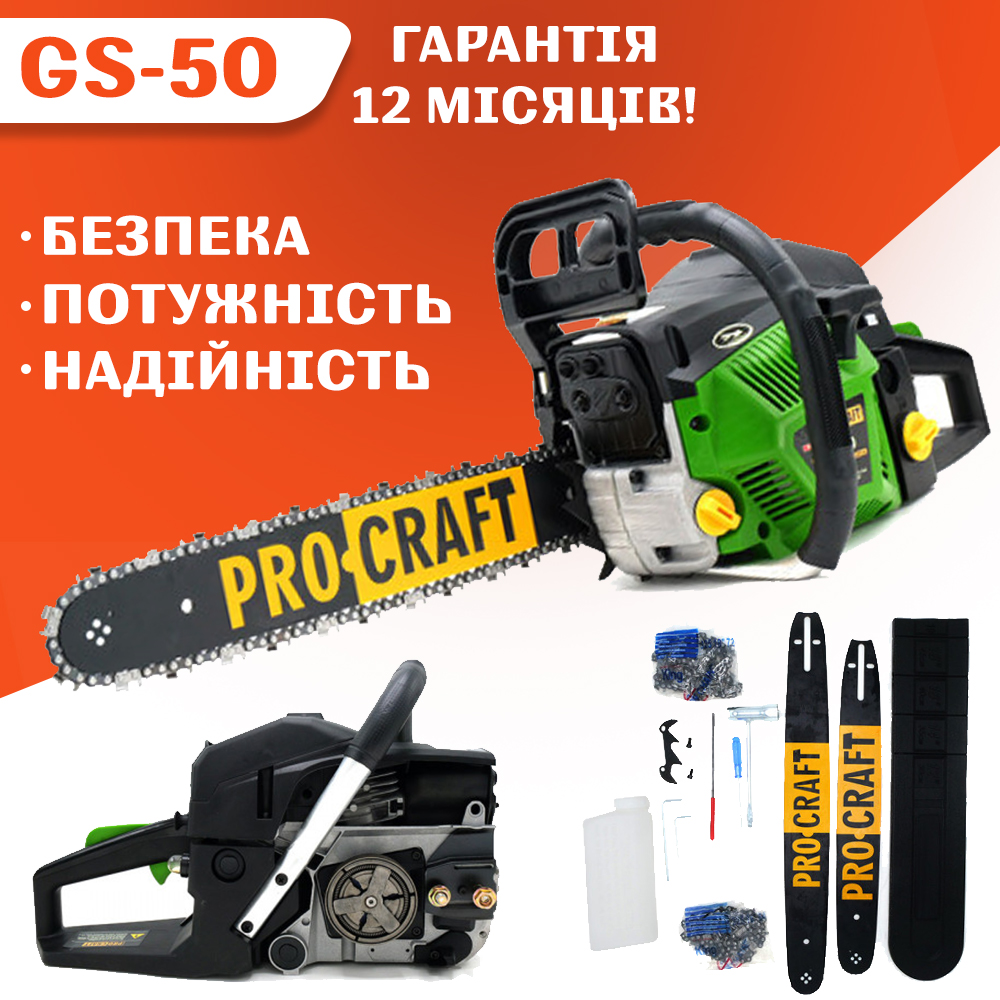 GS-50
ГАРАНТІЯ
12 МІСЯЦІВ!
· БЕЗПЕКА
· ПОТУЖНІСТЬ
· НАДІЙНІСТЬ
PRO·CRAFT
PRO·CRAFT
PRO·CRAFT